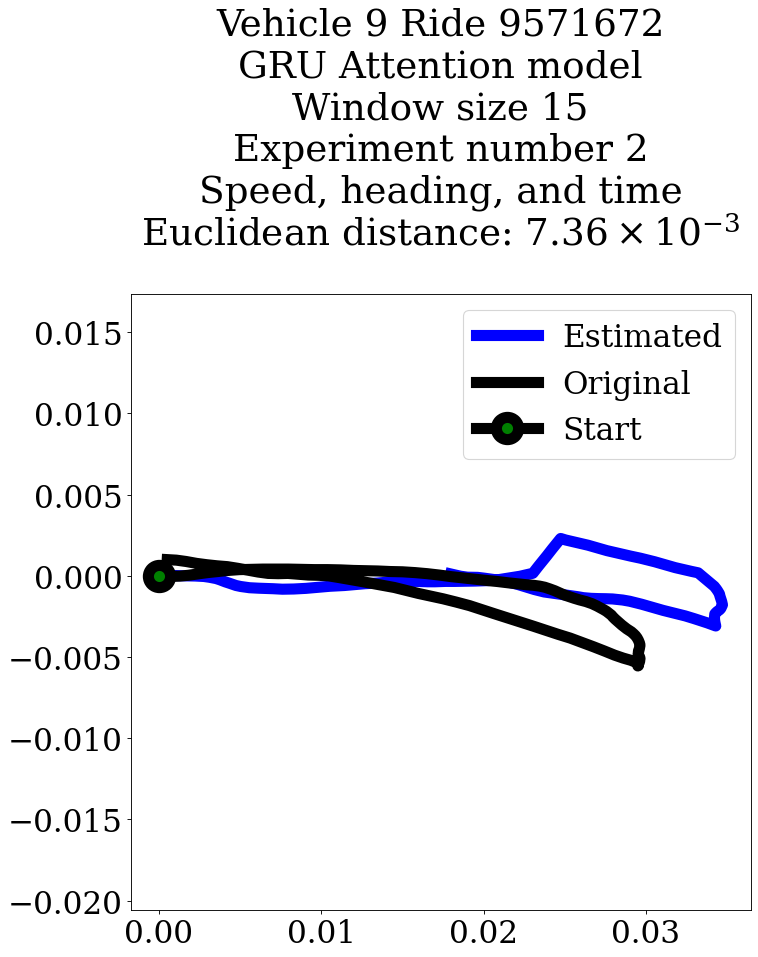 Vehicle 9 Ride 9571672
GRU Attention model
Window size 15
Experiment number 2
Speed, heading, and time
Euclidean distance: 7.36 × 10⁻³
Estimated
Original
Start
0.015
0.010
0.005
0.000
−0.005
−0.010
−0.015
−0.020
0.00 0.01 0.02 0.03